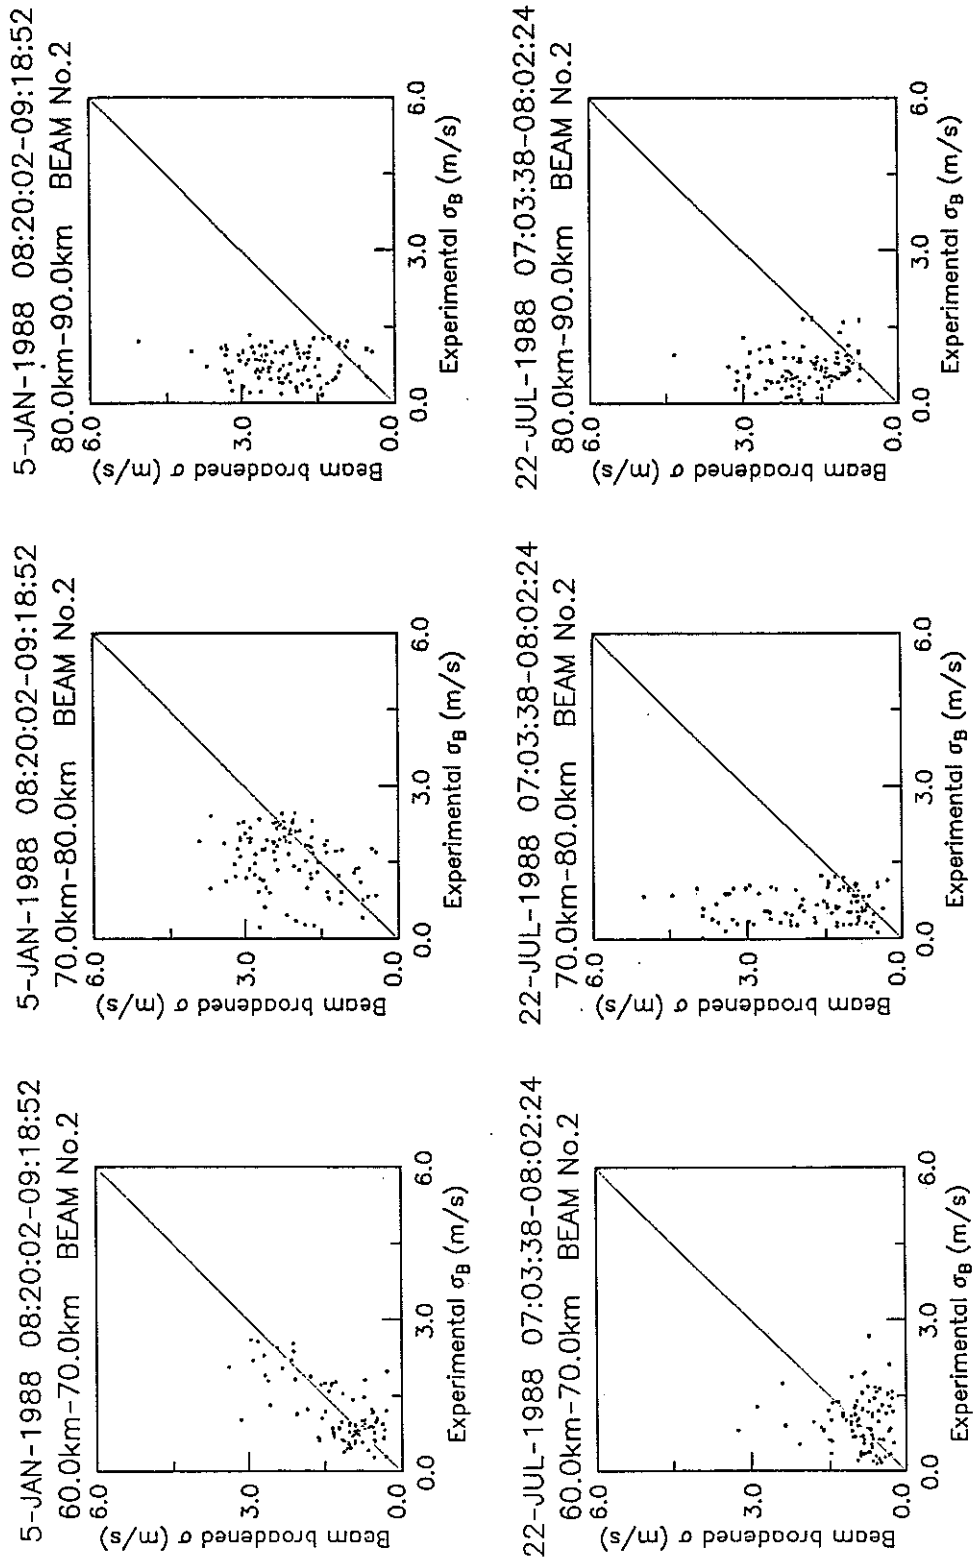 5-JAN-1988 08:20:02-09:18:52
60.0km-70.0km BEAM No.2
Beam broadened σ (m/s)
6.0
3.0
0.0
0.0 3.0 6.0
Experimental σB (m/s)
5-JAN-1988 08:20:02-09:18:52
70.0km-80.0km BEAM No.2
Beam broadened σ (m/s)
6.0
3.0
0.0
0.0 3.0 6.0
Experimental σB (m/s)
5-JAN-1988 08:20:02-09:18:52
80.0km-90.0km BEAM No.2
Beam broadened σ (m/s)
6.0
3.0
0.0
0.0 3.0 6.0
Experimental σB (m/s)
22-JUL-1988 07:03:38-08:02:24
60.0km-70.0km BEAM No.2
Beam broadened σ (m/s)
6.0
3.0
0.0
0.0 3.0 6.0
Experimental σB (m/s)
22-JUL-1988 07:03:38-08:02:24
70.0km-80.0km BEAM No.2
Beam broadened σ (m/s)
6.0
3.0
0.0
0.0 3.0 6.0
Experimental σB (m/s)
22-JUL-1988 07:03:38-08:02:24
80.0km-90.0km BEAM No.2
Beam broadened σ (m/s)
6.0
3.0
0.0
0.0 3.0 6.0
Experimental σB (m/s)